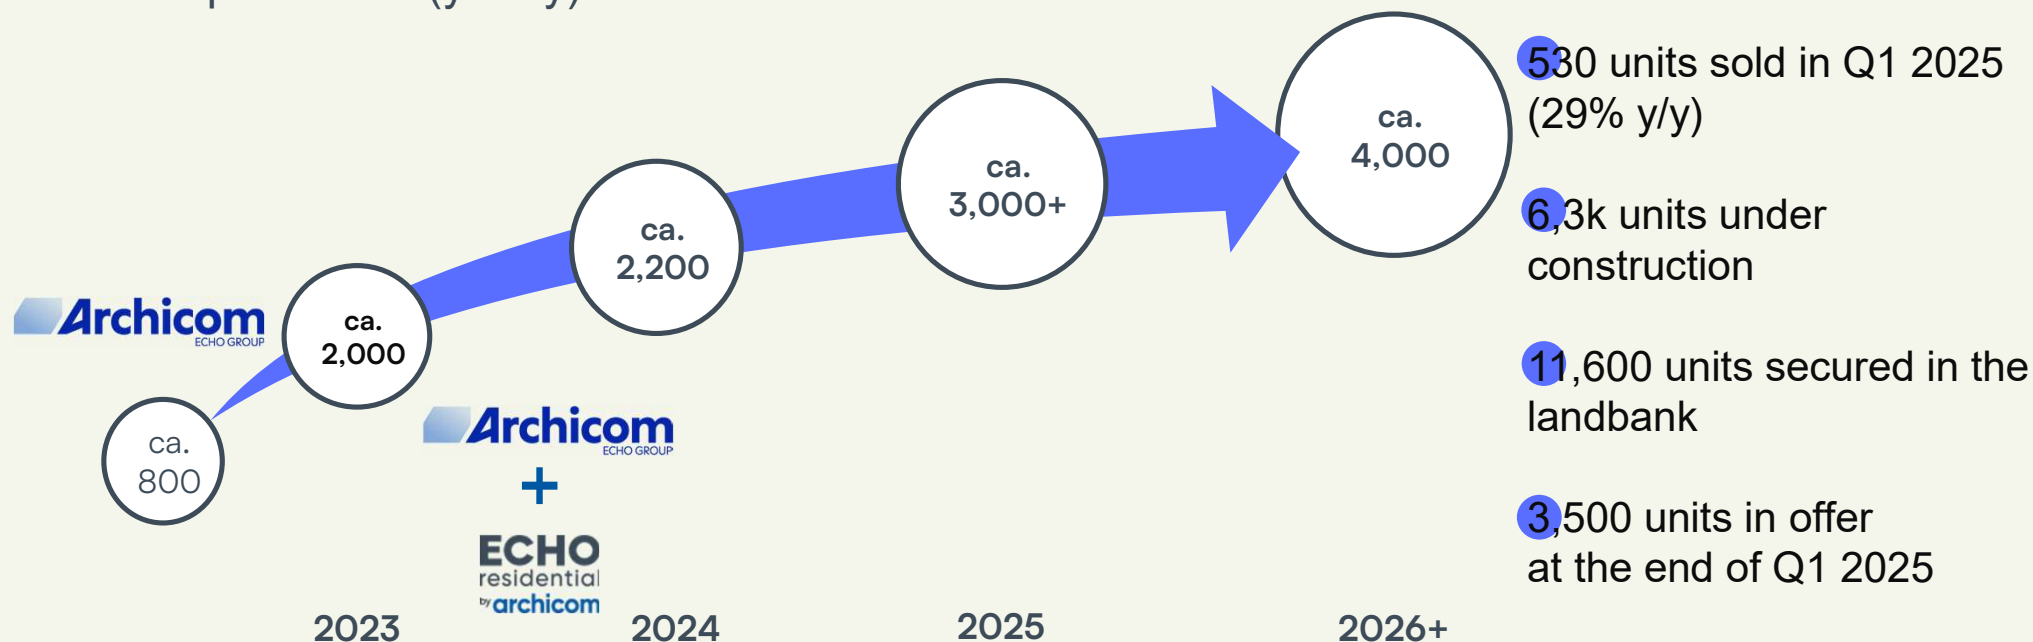 530 units sold in Q1 2025
(29% y/y)
ca.
4,000
ca.
3,000+
6,3k units under
construction
ca.
2,200
Archicom
ECHO GROUP
ca.
2,000
11,600 units secured in the
landbank
Archicom
ECHO GROUP
+
ca.
800
3,500 units in offer
at the end of Q1 2025
ECHO
residential
by archicom
2023
2024
2025
2026+